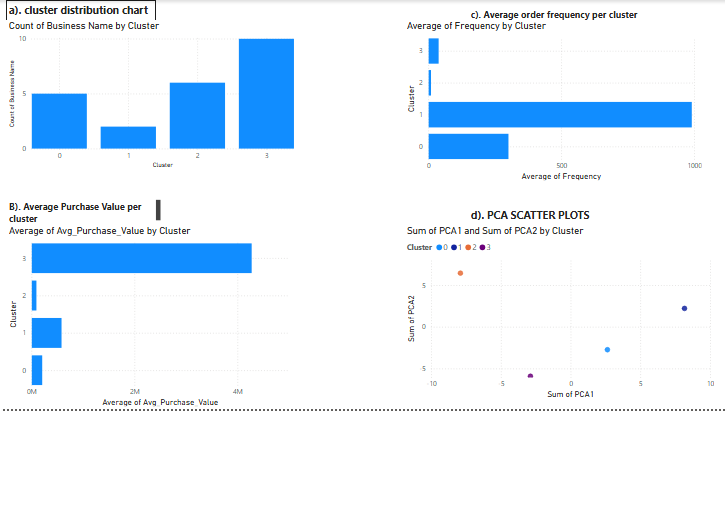 a). cluster distribution chart
Count of Business Name by Cluster
10
5
0
Count of Business Name
0
1
2
3
Cluster
c). Average order frequency per cluster
Average of Frequency by Cluster
3
2
1
0
Cluster
0
500
1000
Average of Frequency
B). Average Purchase Value per
cluster
Average of Avg_Purchase_Value by Cluster
3
2
1
0
Cluster
0M
2M
4M
Average of Avg_Purchase_Value
d). PCA SCATTER PLOTS
Sum of PCA1 and Sum of PCA2 by Cluster
Cluster 0 1 2 3
5
0
5
Sum of PCA2
-10
-5
0
5
10
Sum of PCA1